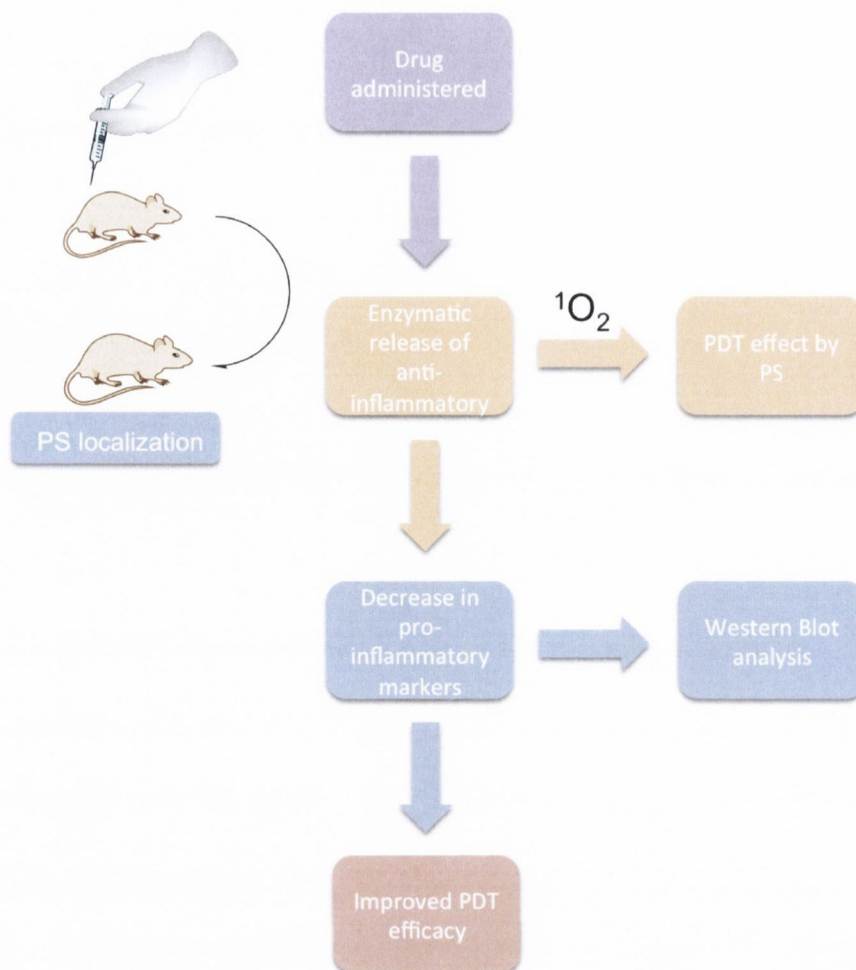 Drug
administered
Enzymatic
release of
anti-
inflammatory
¹O₂
PDT effect by
PS
PS localization
Decrease in
pro-
inflammatory
markers
Western Blot
analysis
Improved PDT
efficacy